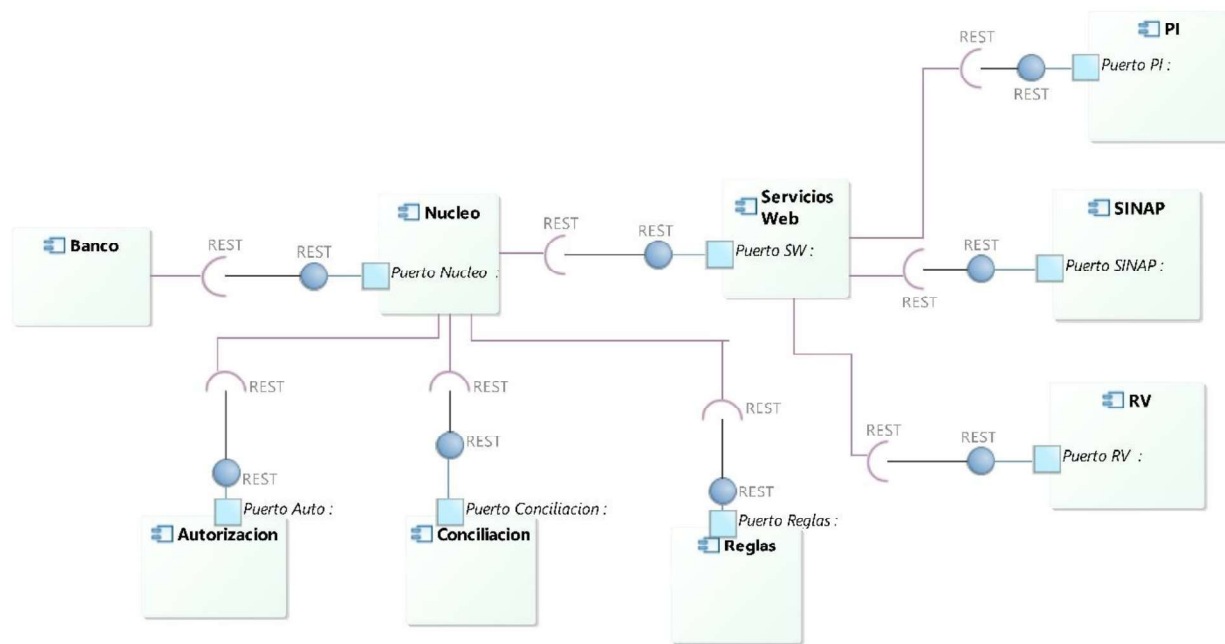 PI
REST
Puerto PI :
REST
Servicios
Web
SINAP
Nucleo
REST
REST
Banco
REST
REST
REST
REST
Puerto SW :
Puerto SINAP :
Puerto Nucleo :
REST
REST
REST
REST
RV
REST
REST
REST
REST
Puerto RV :
REST
REST
Puerto Auto :
Puerto Conciliacion :
Puerto Reglas :
Autorizacion
Conciliacion
Reglas